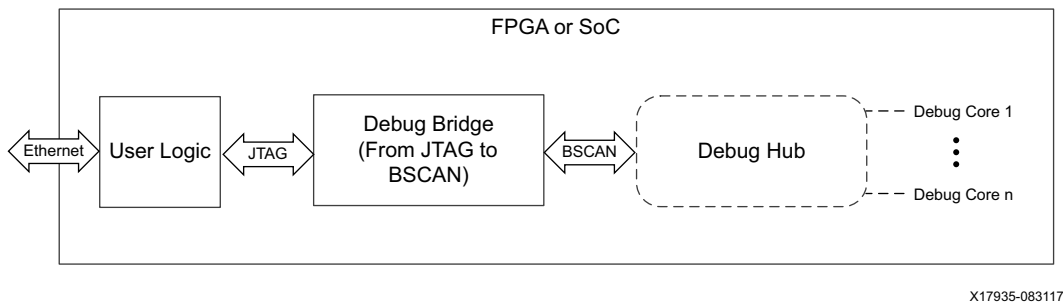 FPGA or SoC
Ethernet
User Logic
JTAG
Debug Bridge
(From JTAG to
BSCAN)
BSCAN
Debug Hub
Debug Core 1
Debug Core n
X17935-083117